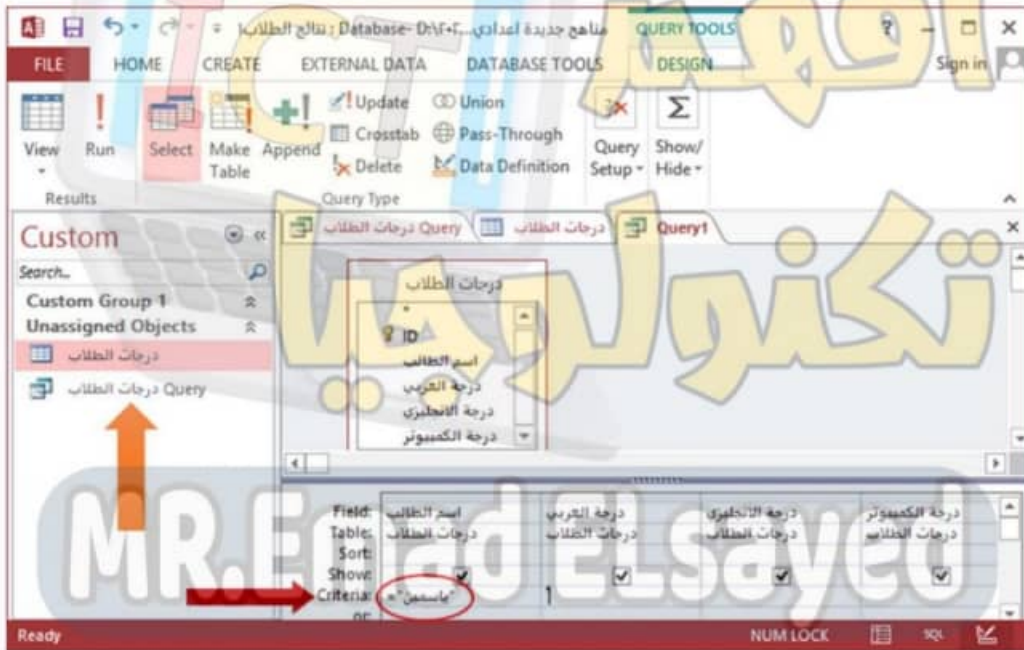 مناهج جديدة اعدادي...٢٠٢\:Database- D : نتائج الطلاب١
QUERY TOOLS
?
FILE HOME CREATE EXTERNAL DATA DATABASE TOOLS DESIGN Sign in
View
Run
Select
Make Table
Append
Update
Crosstab
Delete
Union
Pass-Through
Data Definition
Query Setup
Show/Hide
Results
Query Type
Custom
Search...
Custom Group 1
Unassigned Objects
درجات الطلاب
درجات الطلاب Query
درجات الطلاب Query
درجات الطلاب
Query1
درجات الطلاب
*
ID
اسم الطالب
درجة العربي
درجة الانجليزي
درجة الكمبيوتر
Field: اسم الطالب درجة العربي درجة الانجليزي درجة الكمبيوتر
Table: درجات الطلاب درجات الطلاب درجات الطلاب درجات الطلاب
Sort:
Show:
Criteria: ="ياسمين"
or:
Ready
NUM LOCK
SQL
افهم
ICT
تكنولوجيا
ELsayed